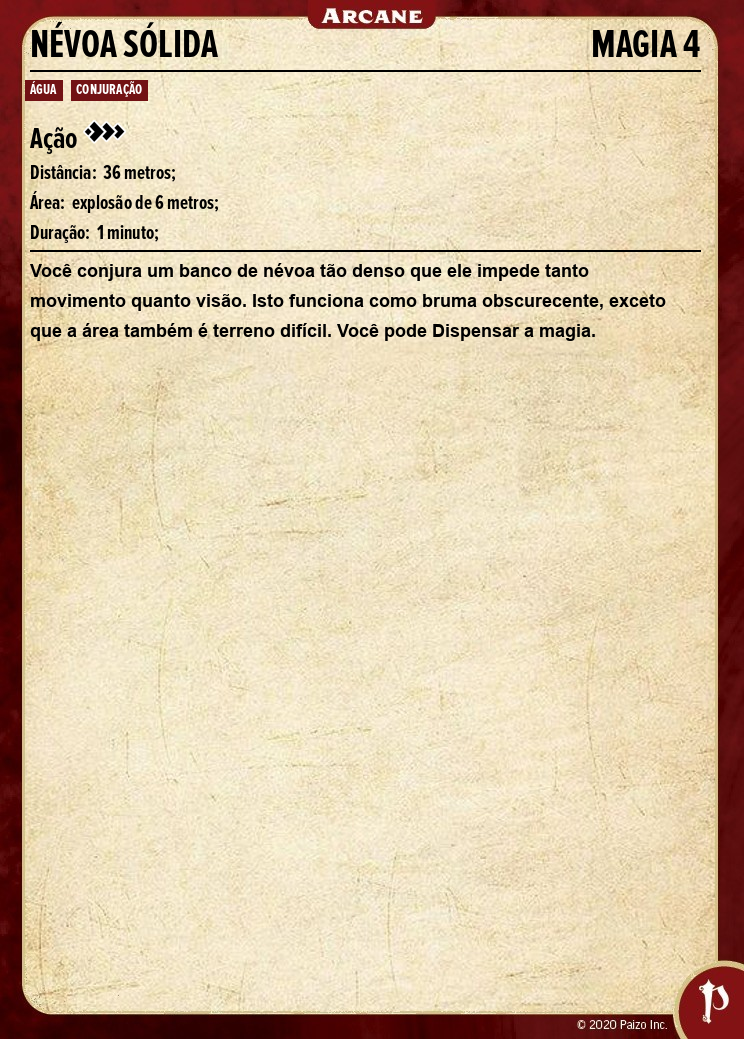 ARCANE
NÉVOA SÓLIDA MAGIA 4
ÁGUA CONJURAÇÃO
Ação
Distância: 36 metros;
Área: explosão de 6 metros;
Duração: 1 minuto;
Você conjura um banco de névoa tão denso que ele impede tanto
movimento quanto visão. Isto funciona como bruma obscurecente, exceto
que a área também é terreno difícil. Você pode Dispensar a magia.
© 2020 Paizo Inc.